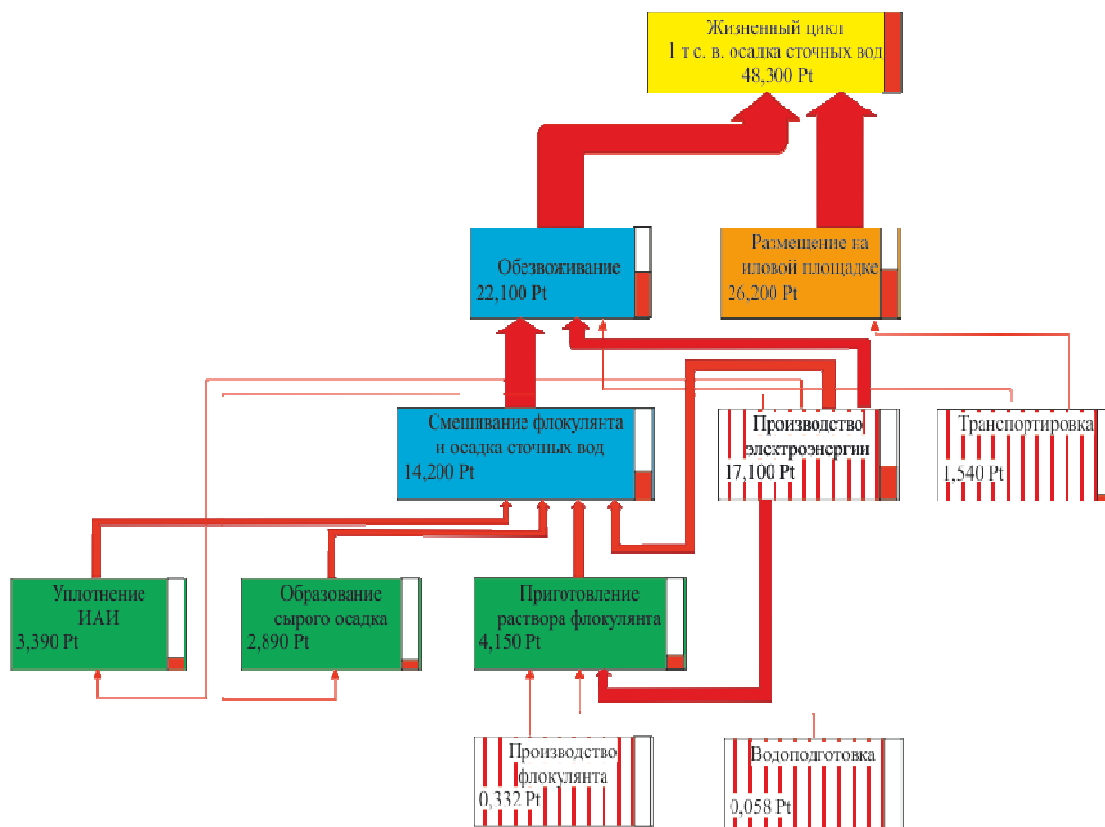 Жизненный цикл
1 т с. в. осадка сточных вод
48,300 Pt
Обезвоживание
22,100 Pt
Размещение на
иловой площадке
26,200 Pt
Смешивание флокулянта
и осадка сточных вод
14,200 Pt
Производство
электроэнергии
17,100 Pt
Транспортировка
1,540 Pt
Уплотнение
ИАИ
3,390 Pt
Образование
сырого осадка
2,890 Pt
Приготовление
раствора флокулянта
4,150 Pt
Производство
флокулянта
0,332 Pt
Водоподготовка
0,058 Pt